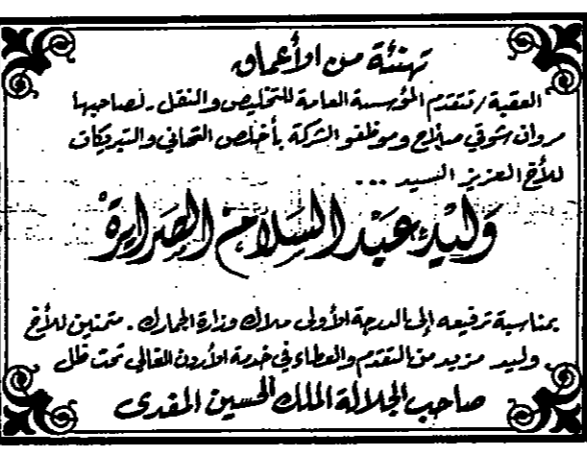 تهنئة من الأعماق
العقبة / تتقدم المؤسسة العامة للتخليص والنقل . لصاحبها
مروان شوقي صلاح وموظفو الشركة بأخلص التهاني والتبريكات
للأخ العزيز السيد ...
وليد عبد السلام الصرايرة
بمناسبة ترفيعه إلى الدرجة الأولى ملاك وزارة الجمارك . متمنين للأخ
وليد مزيد من التقدم والعطاء في خدمة الأردن الغالي تحت ظل
صاحب الجلالة الملك الحسين المفدى